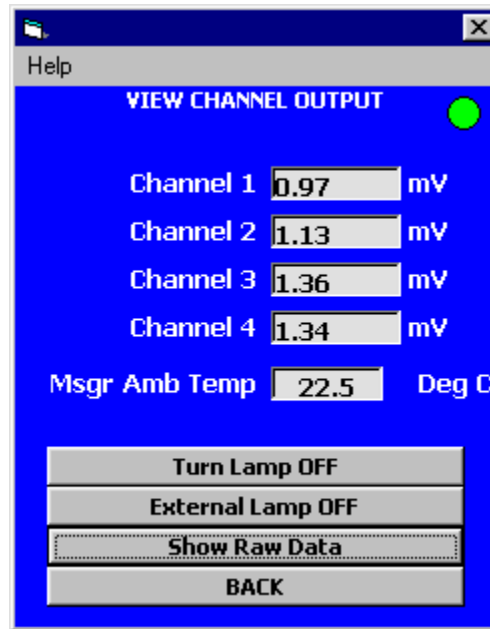 Help
VIEW CHANNEL OUTPUT
Channel 1 0.97 mV
Channel 2 1.13 mV
Channel 3 1.36 mV
Channel 4 1.34 mV
Msgr Amb Temp 22.5 Deg C
Turn Lamp OFF
External Lamp OFF
Show Raw Data
BACK